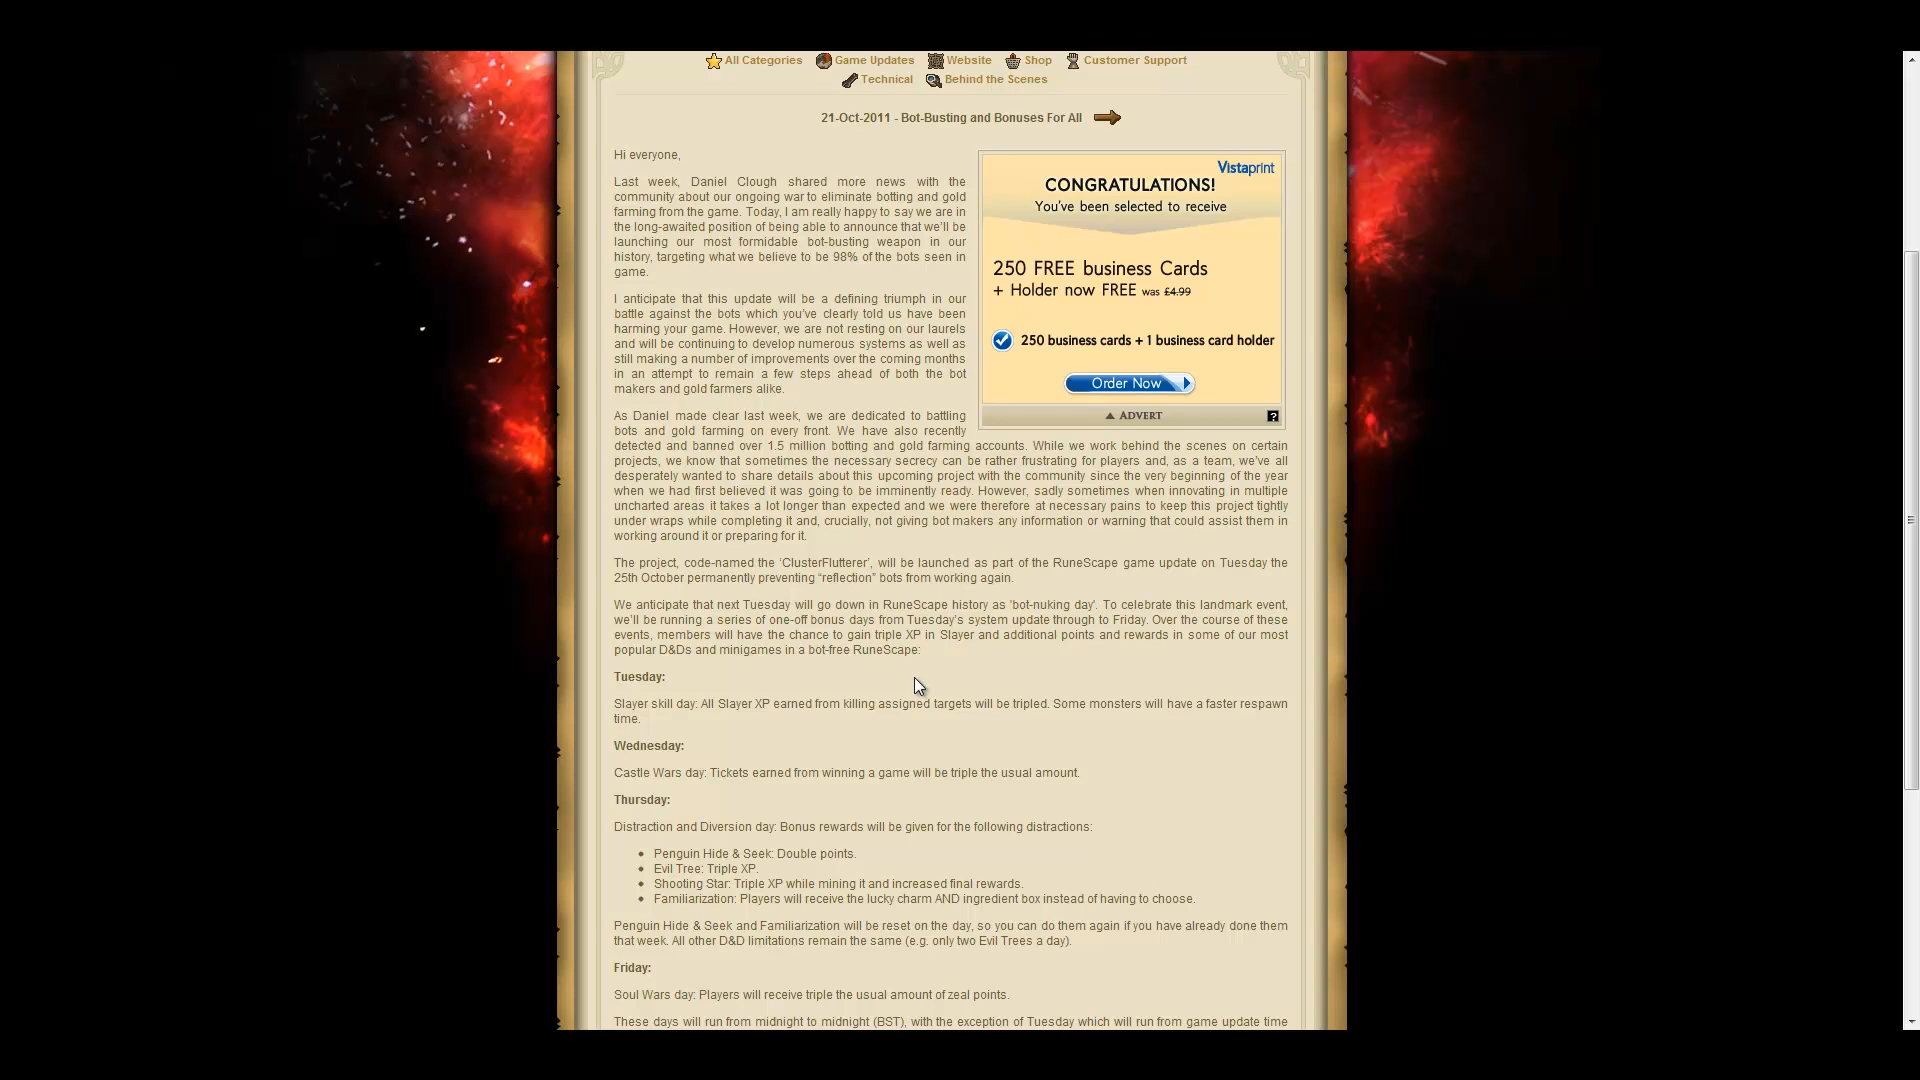 All Categories Game Updates Website Shop Customer Support
Technical Behind the Scenes
21-Oct-2011 - Bot-Busting and Bonuses For All
Hi everyone,
Last week, Daniel Clough shared more news with the
community about our ongoing war to eliminate botting and gold
farming from the game. Today, I am really happy to say we are in
the long-awaited position of being able to announce that we'll be
launching our most formidable bot-busting weapon in our
history, targeting what we believe to be 98% of the bots seen in
game.
I anticipate that this update will be a defining triumph in our
battle against the bots which you've clearly told us have been
harming your game. However, we are not resting on our laurels
and will be continuing to develop numerous systems as well as
still making a number of improvements over the coming months
in an attempt to remain a few steps ahead of both the bot
makers and gold farmers alike.
Vistaprint
CONGRATULATIONS!
You've been selected to receive
250 FREE business Cards
+ Holder now FREE was £4.99
250 business cards + 1 business card holder
Order Now
ADVERT
?
As Daniel made clear last week, we are dedicated to battling
bots and gold farming on every front. We have also recently
detected and banned over 1.5 million botting and gold farming accounts. While we work behind the scenes on certain
projects, we know that sometimes the necessary secrecy can be rather frustrating for players and, as a team, we've all
desperately wanted to share details about this upcoming project with the community since the very beginning of the year
when we had first believed it was going to be imminently ready. However, sadly sometimes when innovating in multiple
uncharted areas it takes a lot longer than expected and we were therefore at necessary pains to keep this project tightly
under wraps while completing it and, crucially, not giving bot makers any information or warning that could assist them in
working around it or preparing for it.
The project, code-named the 'ClusterFlutterer', will be launched as part of the RuneScape game update on Tuesday the
25th October permanently preventing “reflection” bots from working again.
We anticipate that next Tuesday will go down in RuneScape history as 'bot-nuking day'. To celebrate this landmark event,
we'll be running a series of one-off bonus days from Tuesday's system update through to Friday. Over the course of these
events, members will have the chance to gain triple XP in Slayer and additional points and rewards in some of our most
popular D&Ds and minigames in a bot-free RuneScape:
Tuesday:
Slayer skill day: All Slayer XP earned from killing assigned targets will be tripled. Some monsters will have a faster respawn
time.
Wednesday:
Castle Wars day: Tickets earned from winning a game will be triple the usual amount.
Thursday:
Distraction and Diversion day: Bonus rewards will be given for the following distractions:
• Penguin Hide & Seek: Double points.
• Evil Tree: Triple XP.
• Shooting Star: Triple XP while mining it and increased final rewards.
• Familiarization: Players will receive the lucky charm AND ingredient box instead of having to choose.
Penguin Hide & Seek and Familiarization will be reset on the day, so you can do them again if you have already done them
that week. All other D&D limitations remain the same (e.g. only two Evil Trees a day).
Friday:
Soul Wars day: Players will receive triple the usual amount of zeal points.
These days will run from midnight to midnight (BST), with the exception of Tuesday which will run from game update time